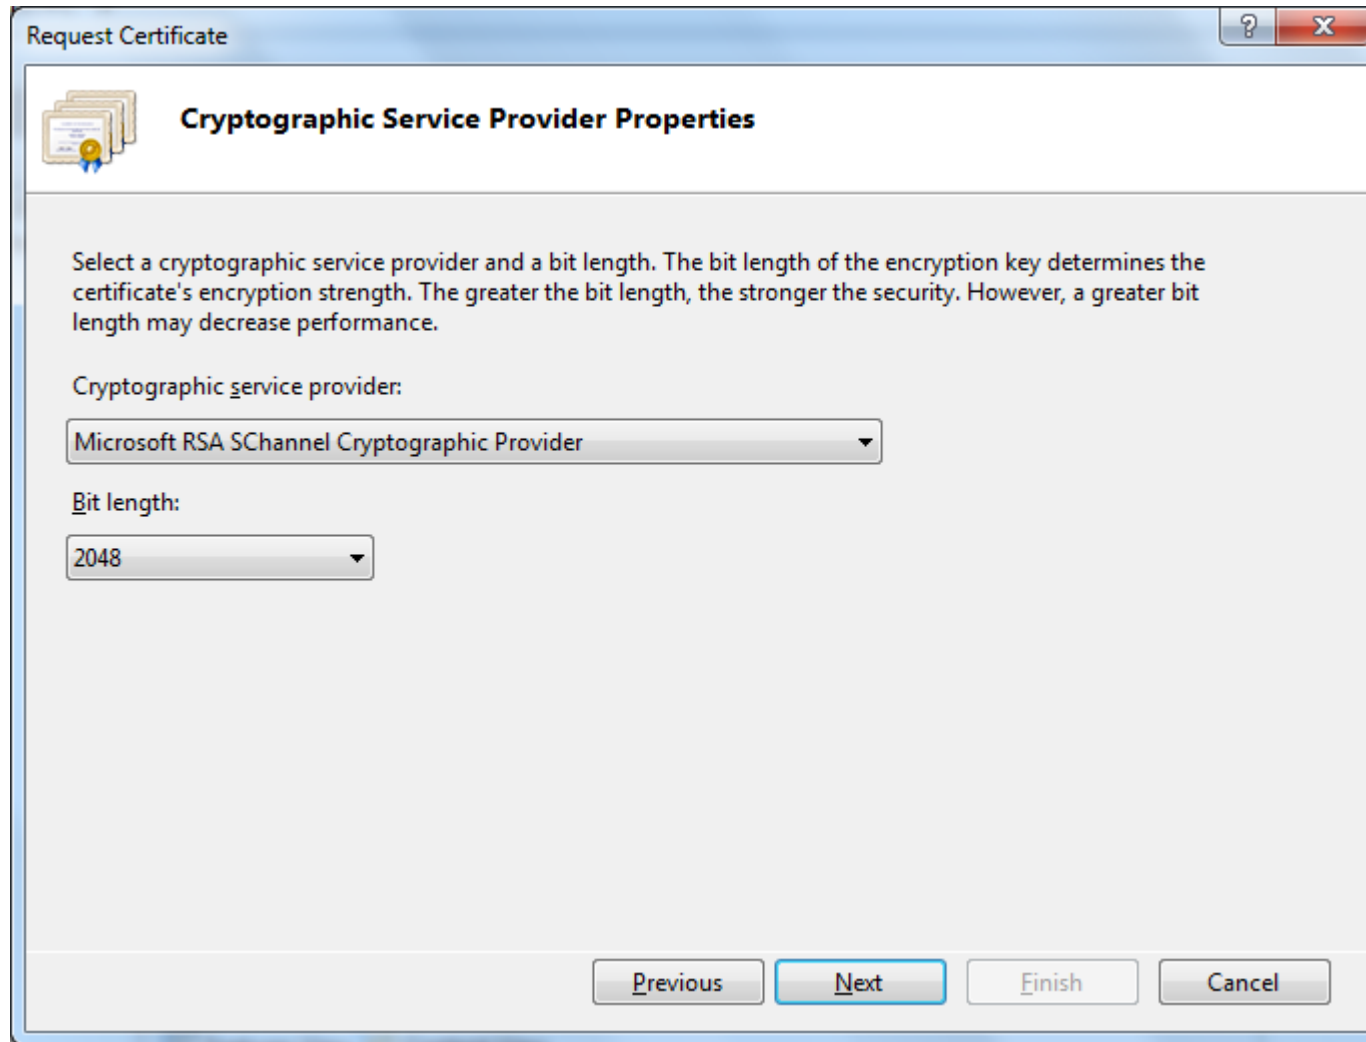 Request Certificate
?
Cryptographic Service Provider Properties
Select a cryptographic service provider and a bit length. The bit length of the encryption key determines the
certificate's encryption strength. The greater the bit length, the stronger the security. However, a greater bit
length may decrease performance.
Cryptographic service provider:
Microsoft RSA SChannel Cryptographic Provider
Bit length:
2048
Previous Next Finish Cancel